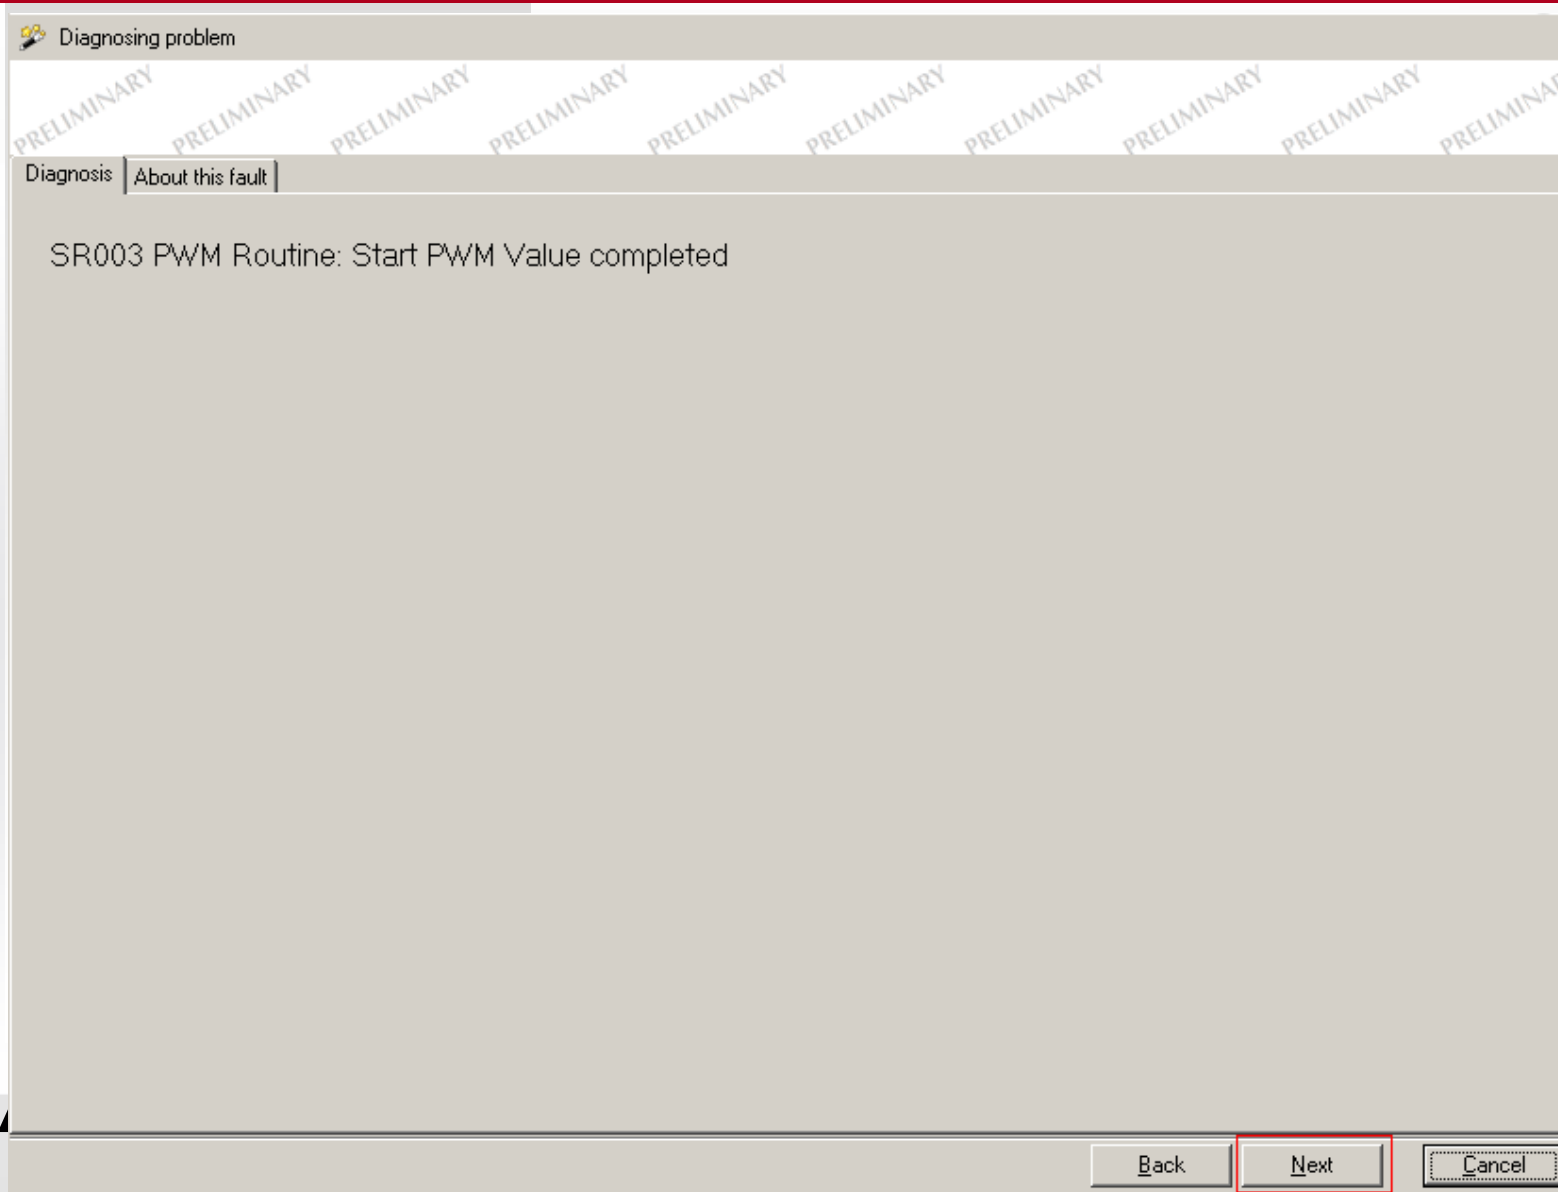 Diagnosing problem
PRELIMINARY PRELIMINARY PRELIMINARY PRELIMINARY PRELIMINARY PRELIMINARY PRELIMINARY PRELIMINARY PRELIMINARY PRELIMINAR
Diagnosis About this fault
SR003 PWM Routine: Start PWM Value completed
Back Next Cancel